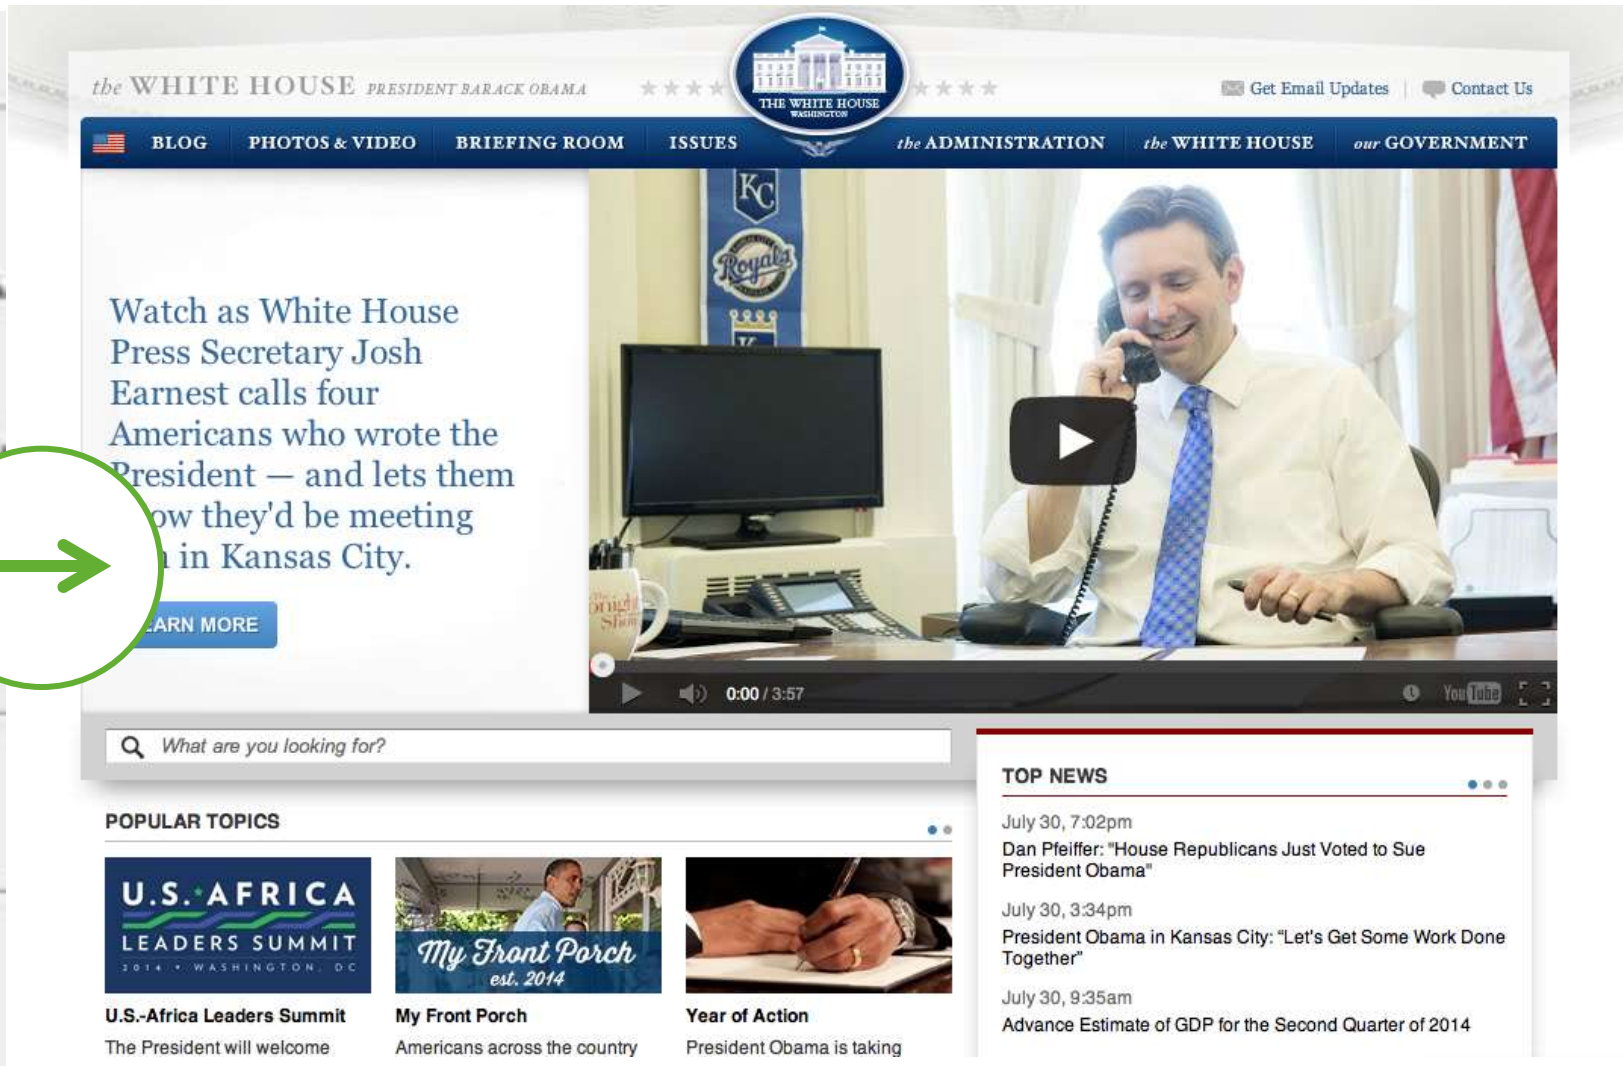 the WHITE HOUSE PRESIDENT BARACK OBAMA
THE WHITE HOUSE
WASHINGTON
Get Email Updates | Contact Us
BLOG PHOTOS & VIDEO BRIEFING ROOM ISSUES the ADMINISTRATION the WHITE HOUSE our GOVERNMENT
KC
Royals
Watch as White House
Press Secretary Josh
Earnest calls four
Americans who wrote the
President — and lets them
ow they'd be meeting
in Kansas City.
ARN MORE
Show
0:00 / 3:57
YouTube
What are you looking for?
POPULAR TOPICS
U.S. AFRICA
LEADERS SUMMIT
2014 • WASHINGTON, DC
U.S.-Africa Leaders Summit
The President will welcome
My Front Porch
est. 2014
My Front Porch
Americans across the country
Year of Action
President Obama is taking
TOP NEWS
July 30, 7:02pm
Dan Pfeiffer: "House Republicans Just Voted to Sue
President Obama"
July 30, 3:34pm
President Obama in Kansas City: “Let's Get Some Work Done
Together”
July 30, 9:35am
Advance Estimate of GDP for the Second Quarter of 2014